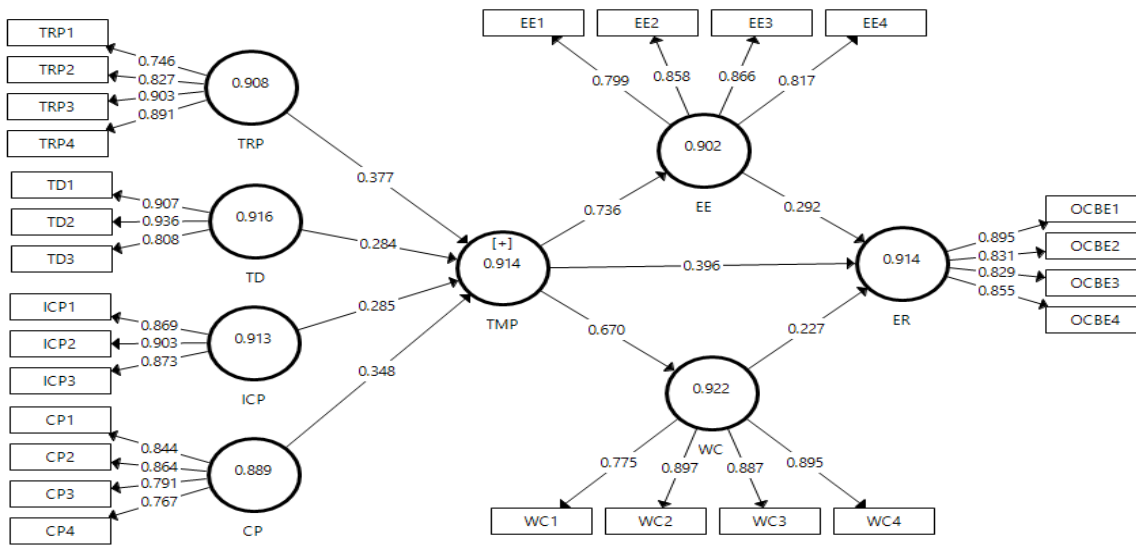 TRP1
TRP2
TRP3
TRP4
0.746
0.827
0.903
0.891
0.908
TRP
0.377
TD1
TD2
TD3
0.907
0.936
0.808
0.916
TD
0.284
ICP1
ICP2
ICP3
0.869
0.903
0.873
0.913
ICP
0.285
CP1
CP2
CP3
CP4
0.844
0.864
0.791
0.767
0.889
CP
0.348
[+]
0.914
TMP
0.736
0.396
0.670
EE1
EE2
EE3
EE4
0.799
0.858
0.866
0.817
0.902
EE
0.292
0.922
WC
0.227
0.775
0.897
0.887
0.895
WC1
WC2
WC3
WC4
0.914
ER
0.895
0.831
0.829
0.855
OCBE1
OCBE2
OCBE3
OCBE4